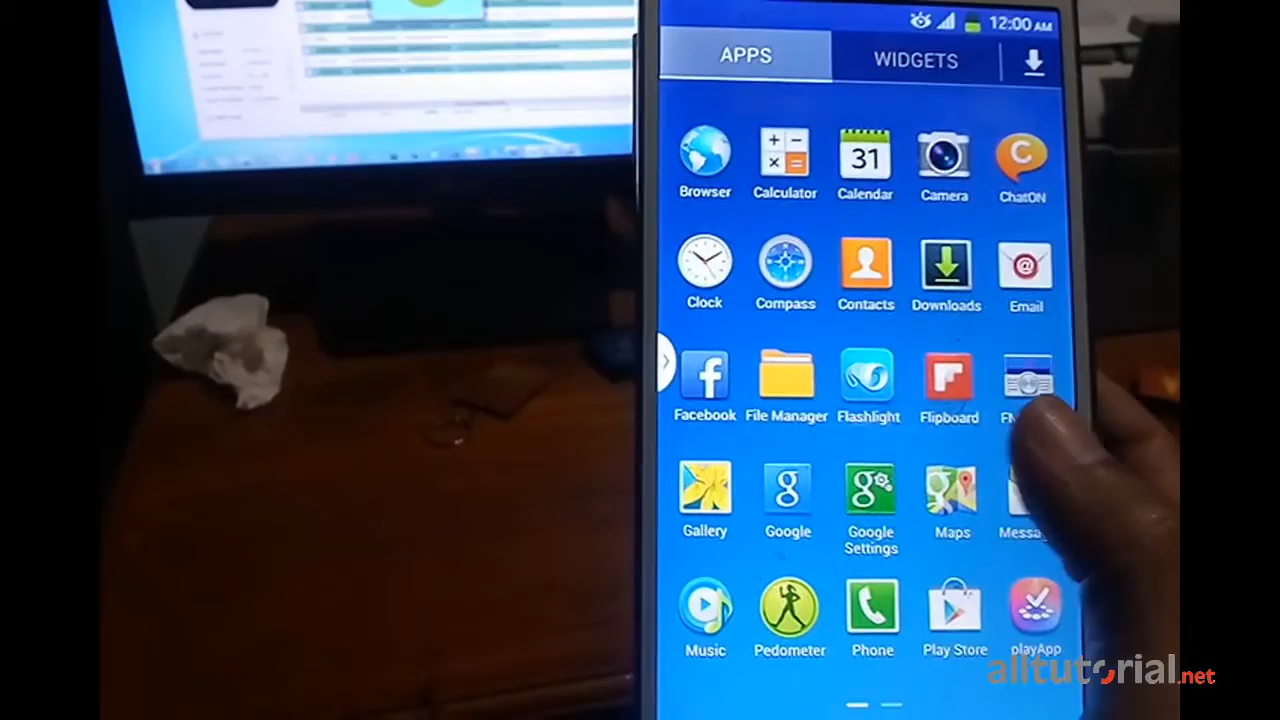 12:00 AM
APPS WIDGETS
+ −
× =
31
C
Browser Calculator Calendar Camera ChatON
@
Clock Compass Contacts Downloads Email
f
Facebook File Manager Flashlight Flipboard
g g g
Gallery Google Google Settings Maps
Music Pedometer Phone Play Store playApp
alltutorial.net